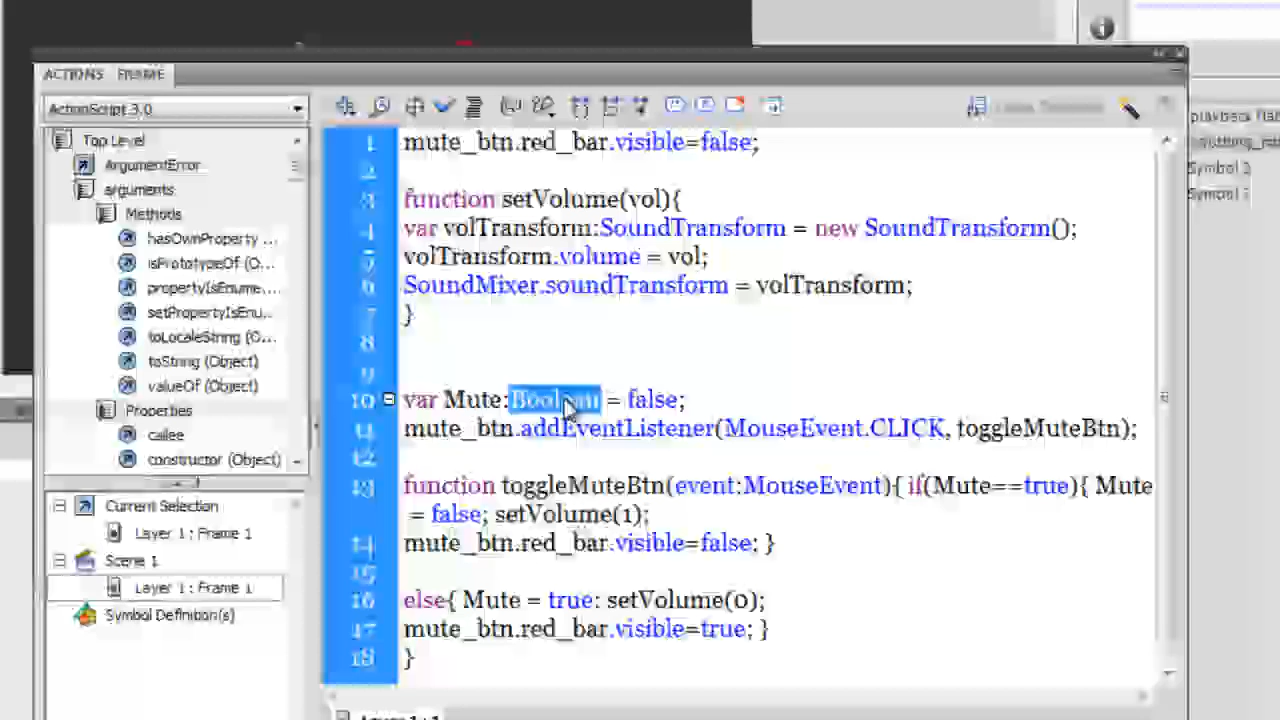 ACTIONS FRAME
ActionScript 3.0
Top Level
ArgumentError
arguments
Methods
hasOwnProperty ...
isPrototypeOf (O...
propertyIsEnume....
setPropertyIsEnu...
toLocaleString (O...
toString (Object)
valueOf (Object)
Properties
callee
constructor (Object)
Current Selection
Layer 1 : Frame 1
Scene 1
Layer 1 : Frame 1
Symbol Definition(s)
1 mute_btn.red_bar.visible=false;
2
3 function setVolume(vol){
4 var volTransform:SoundTransform = new SoundTransform();
5 volTransform.volume = vol;
6 SoundMixer.soundTransform = volTransform;
7 }
8
9
10 var Mute:Boolean = false;
11 mute_btn.addEventListener(MouseEvent.CLICK, toggleMuteBtn);
12
13 function toggleMuteBtn(event:MouseEvent){ if(Mute==true){ Mute
= false; setVolume(1);
14 mute_btn.red_bar.visible=false; }
15
16 else{ Mute = true; setVolume(0);
17 mute_btn.red_bar.visible=true; }
18 }
playback
Symbol
Symbol